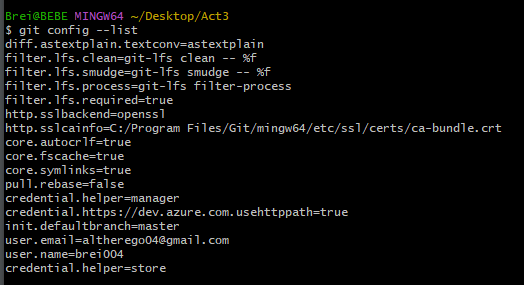 Brei@BEBE MINGW64 ~/Desktop/Act3
$ git config --list
diff.astextplain.textconv=astextplain
filter.lfs.clean=git-lfs clean -- %f
filter.lfs.smudge=git-lfs smudge -- %f
filter.lfs.process=git-lfs filter-process
filter.lfs.required=true
http.sslbackend=openssl
http.sslcainfo=C:/Program Files/Git/mingw64/etc/ssl/certs/ca-bundle.crt
core.autocrlf=true
core.fscache=true
core.symlinks=true
pull.rebase=false
credential.helper=manager
credential.https://dev.azure.com.usehttppath=true
init.defaultbranch=master
user.email=altherego04@gmail.com
user.name=brei004
credential.helper=store